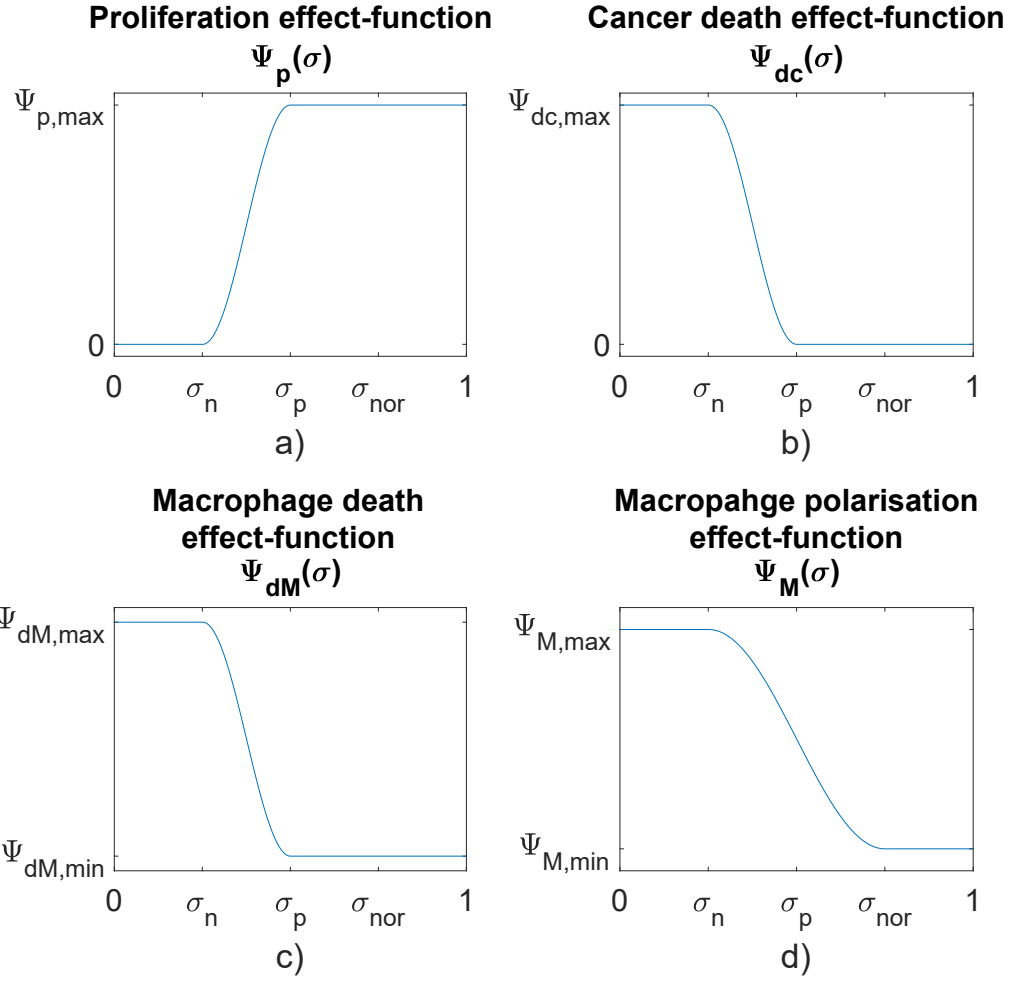 Proliferation effect-function
Ψp(σ)
Ψp,max
0
0 σn σp σnor 1
a)
Cancer death effect-function
Ψdc(σ)
Ψdc,max
0
0 σn σp σnor 1
b)
Macrophage death
effect-function
ΨdM(σ)
ΨdM,max
ΨdM,min
0 σn σp σnor 1
c)
Macropahge polarisation
effect-function
ΨM(σ)
ΨM,max
ΨM,min
0 σn σp σnor 1
d)